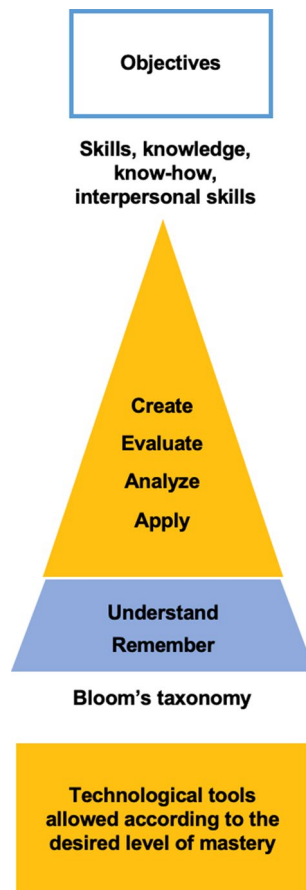 Objectives
Skills, knowledge,
know-how,
interpersonal skills
Create
Evaluate
Analyze
Apply
Understand
Remember
Bloom’s taxonomy
Technological tools
allowed according to the
desired level of mastery